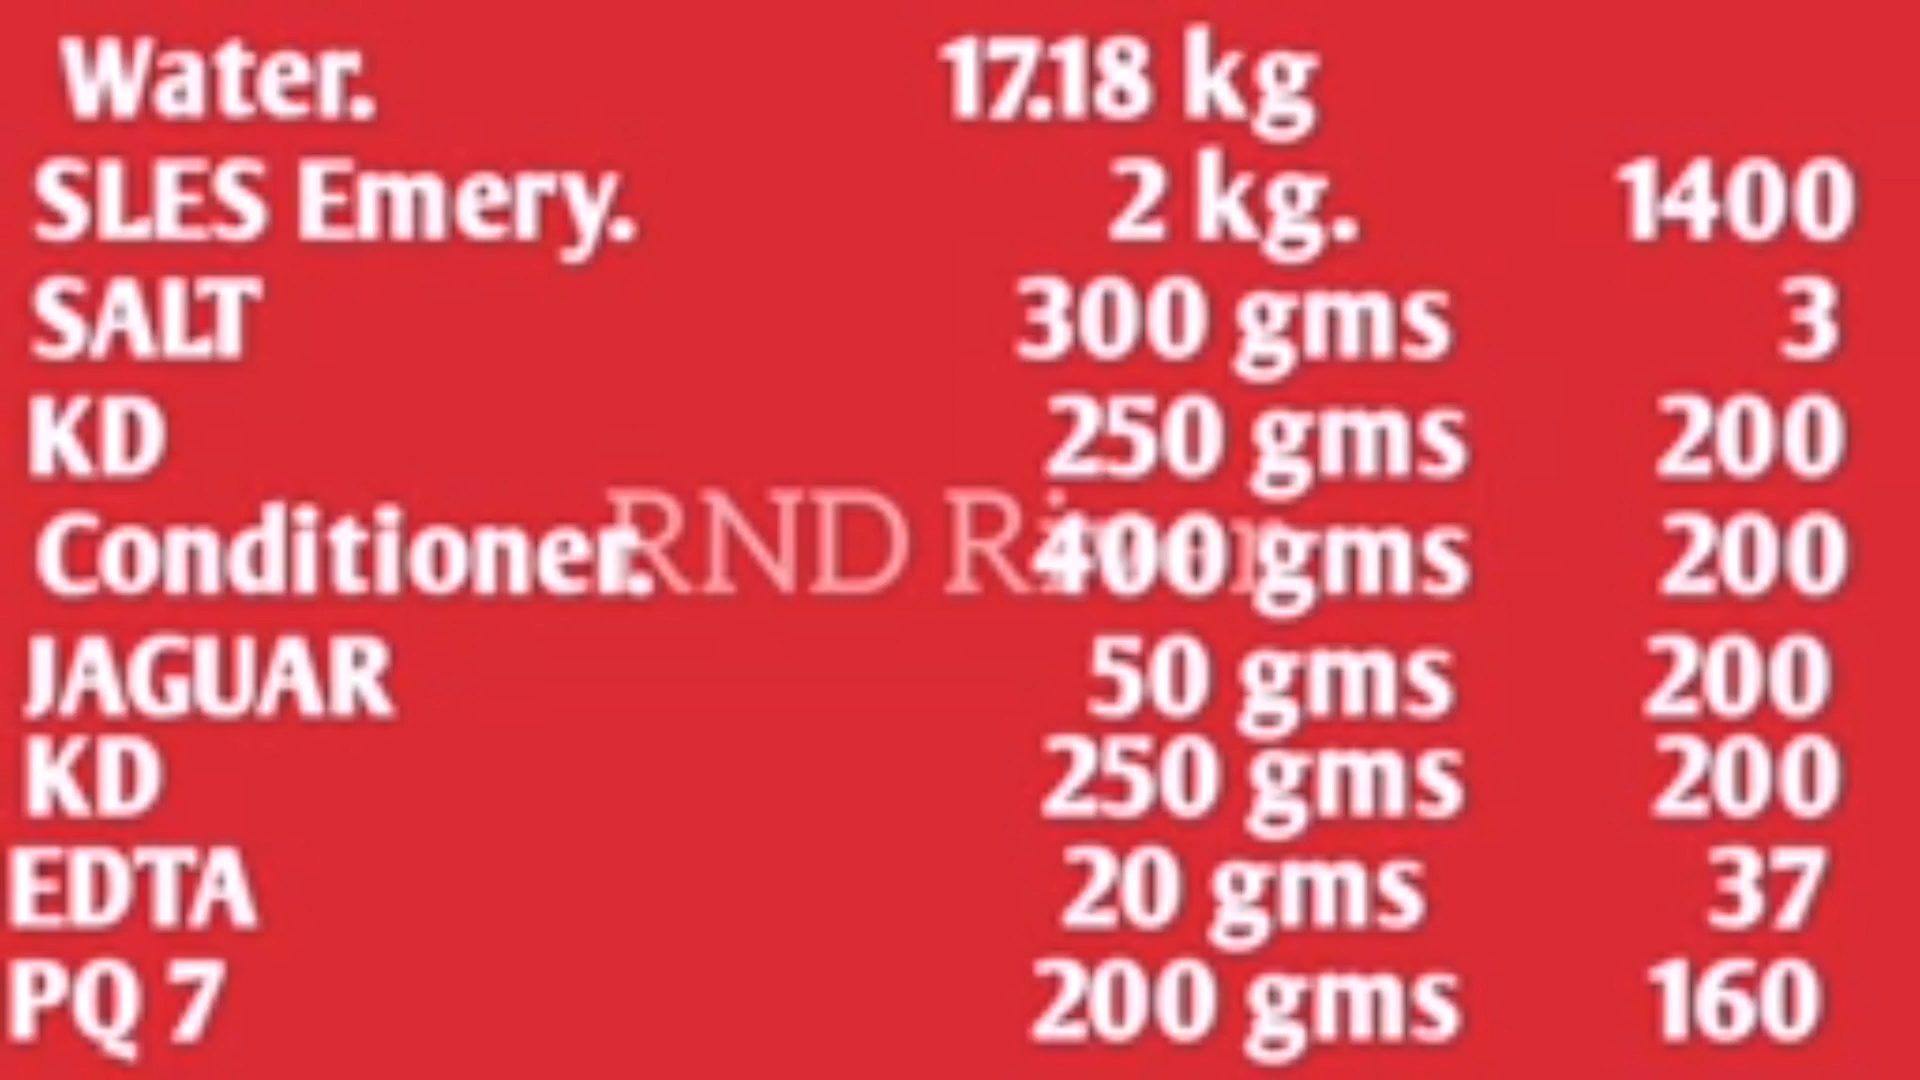 Water. 17.18 kg
SLES Emery. 2 kg. 1400
SALT 300 gms 3
KD 250 gms 200
Conditioner. 400 gms 200
RND
JAGUAR 50 gms 200
KD 250 gms 200
EDTA 20 gms 37
PQ 7 200 gms 160